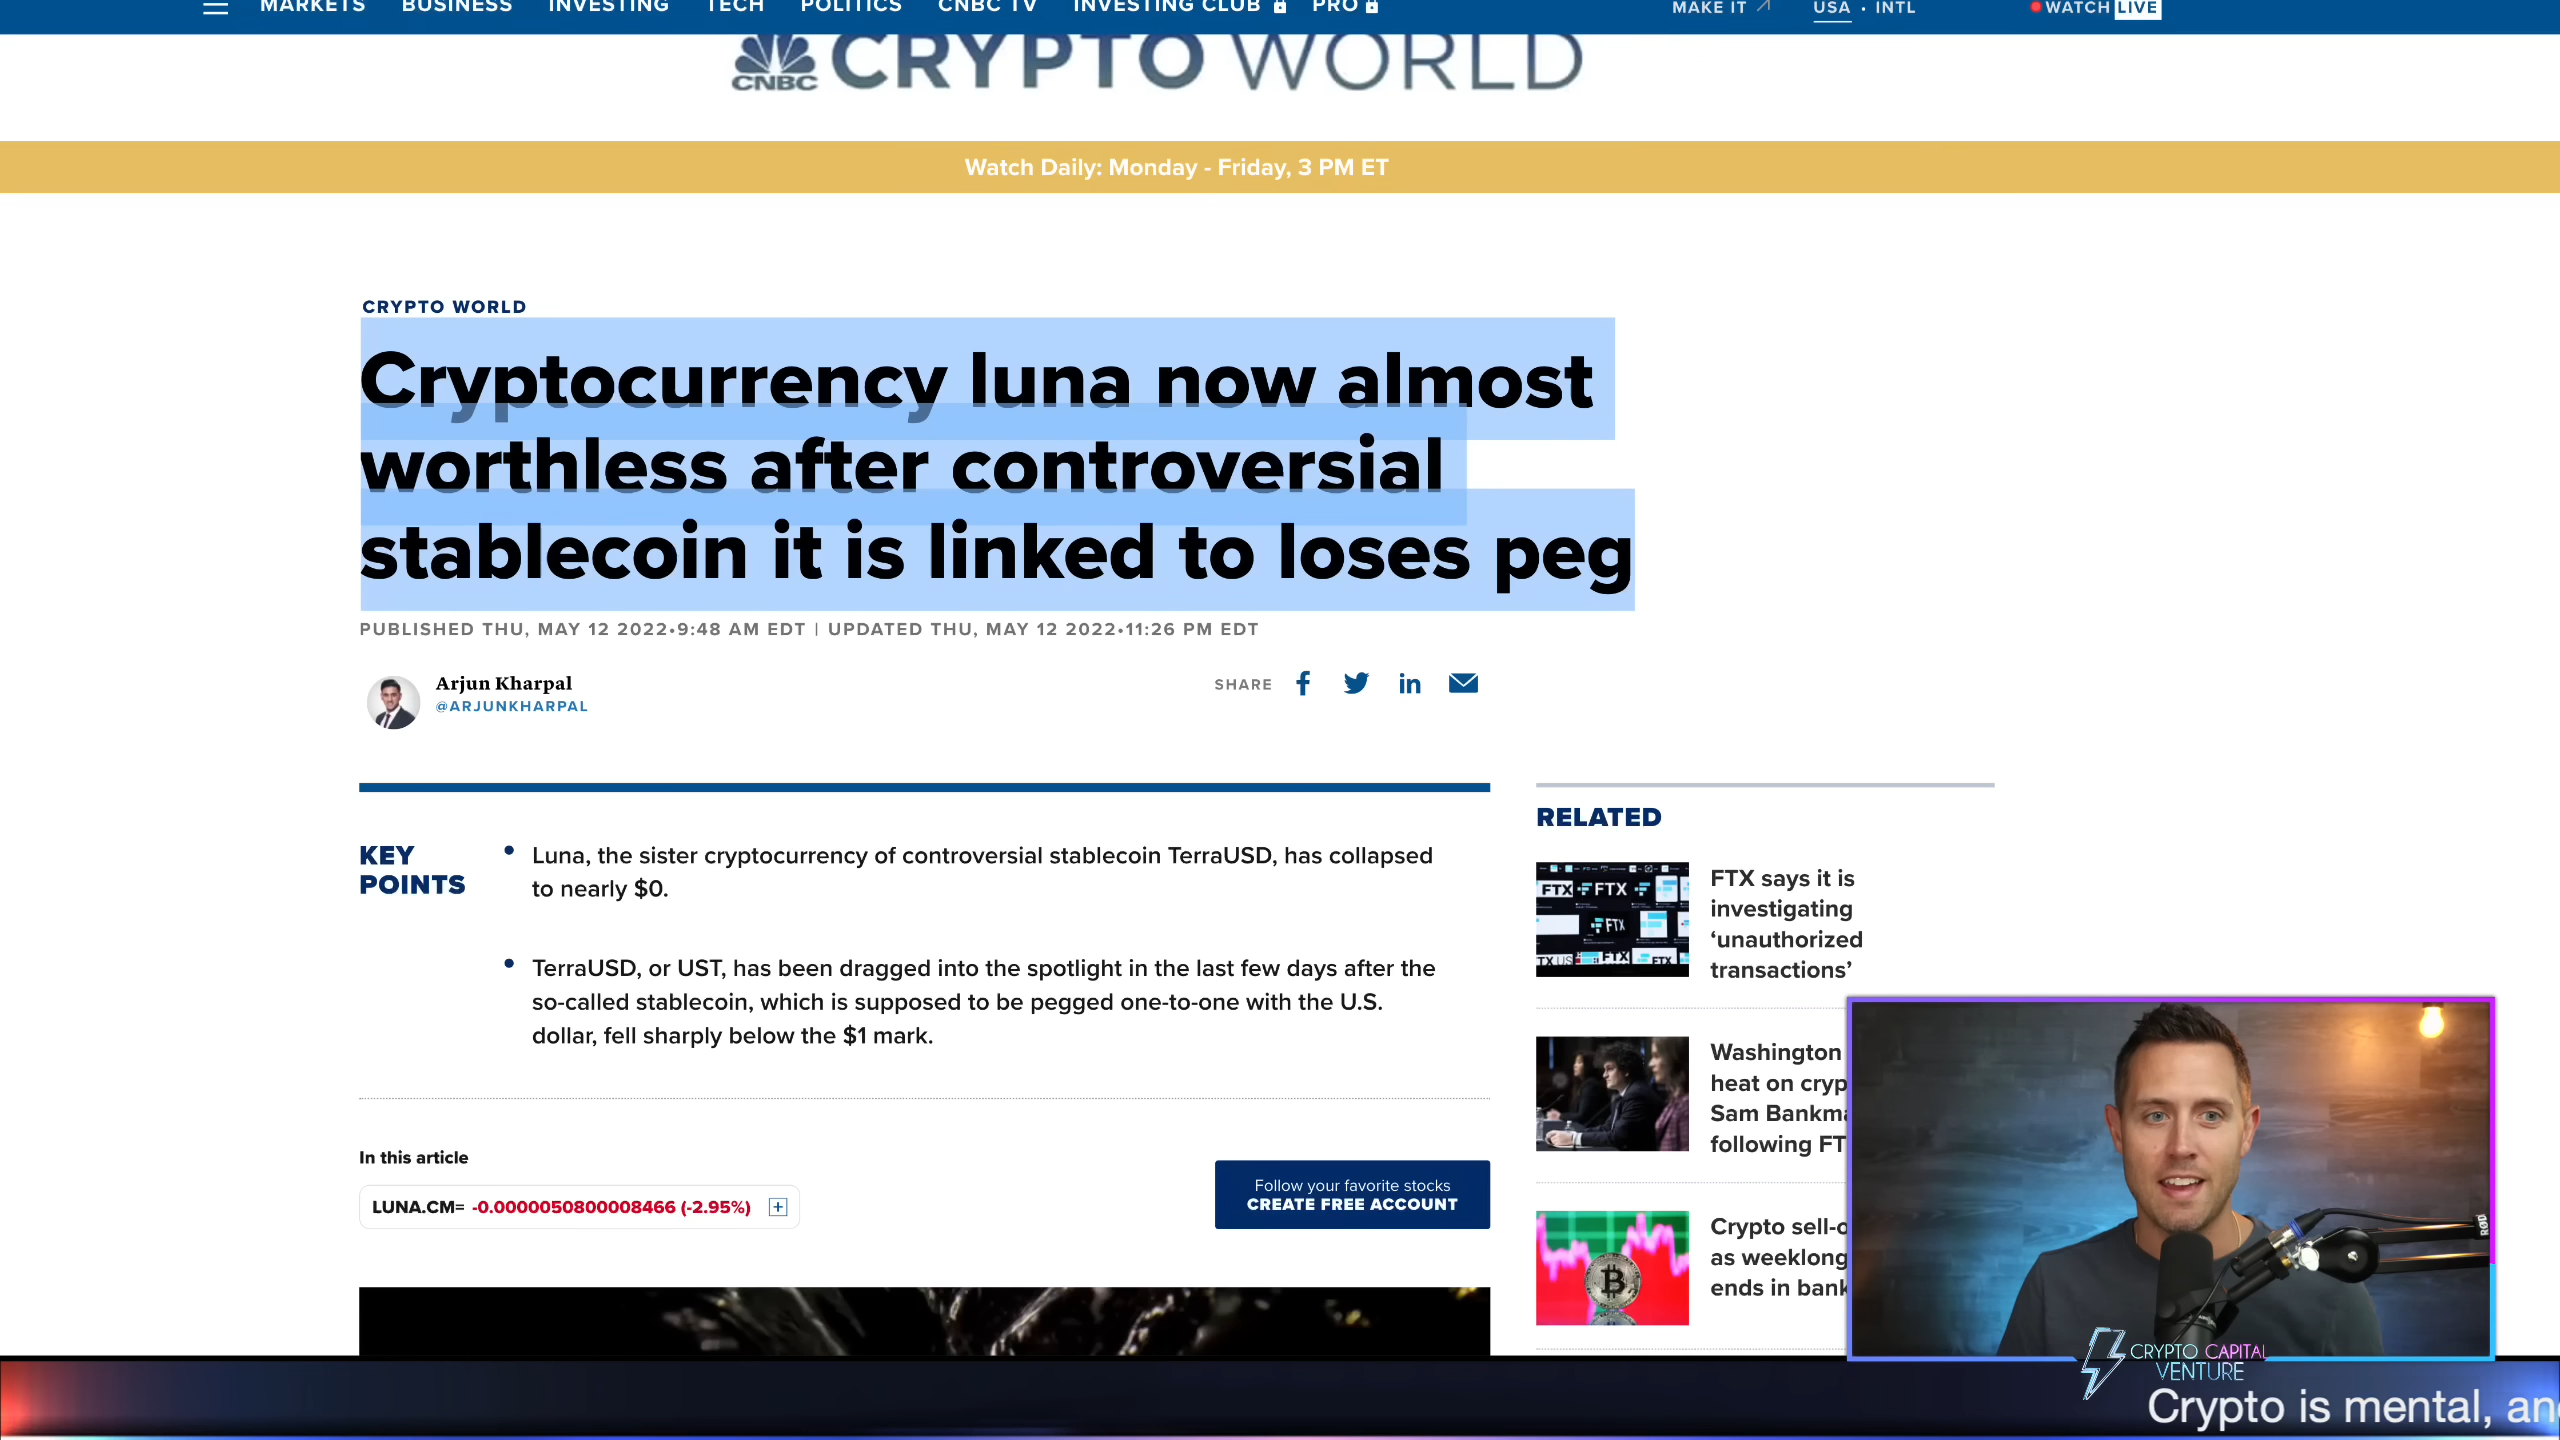 MARKETS BUSINESS INVESTING TECH POLITICS CNBC TV INVESTING CLUB PRO MAKE IT USA • INTL WATCH LIVE
CNBC CRYPTO WORLD
Watch Daily: Monday - Friday, 3 PM ET
CRYPTO WORLD
Cryptocurrency luna now almost
worthless after controversial
stablecoin it is linked to loses peg
PUBLISHED THU, MAY 12 2022•9:48 AM EDT | UPDATED THU, MAY 12 2022•11:26 PM EDT
Arjun Kharpal
@ARJUNKHARPAL
SHARE
KEY
POINTS
• Luna, the sister cryptocurrency of controversial stablecoin TerraUSD, has collapsed
to nearly $0.
• TerraUSD, or UST, has been dragged into the spotlight in the last few days after the
so-called stablecoin, which is supposed to be pegged one-to-one with the U.S.
dollar, fell sharply below the $1 mark.
In this article
LUNA.CM= -0.0000050800008466 (-2.95%)
Follow your favorite stocks
CREATE FREE ACCOUNT
RELATED
FTX FTX
FTX
FTX says it is
investigating
‘unauthorized
transactions’
Washington
heat on cryp
Sam Bankma
following FT
Crypto sell-o
as weeklong
ends in bank
RØD
CRYPTO CAPITAL
VENTURE
Crypto is mental, an